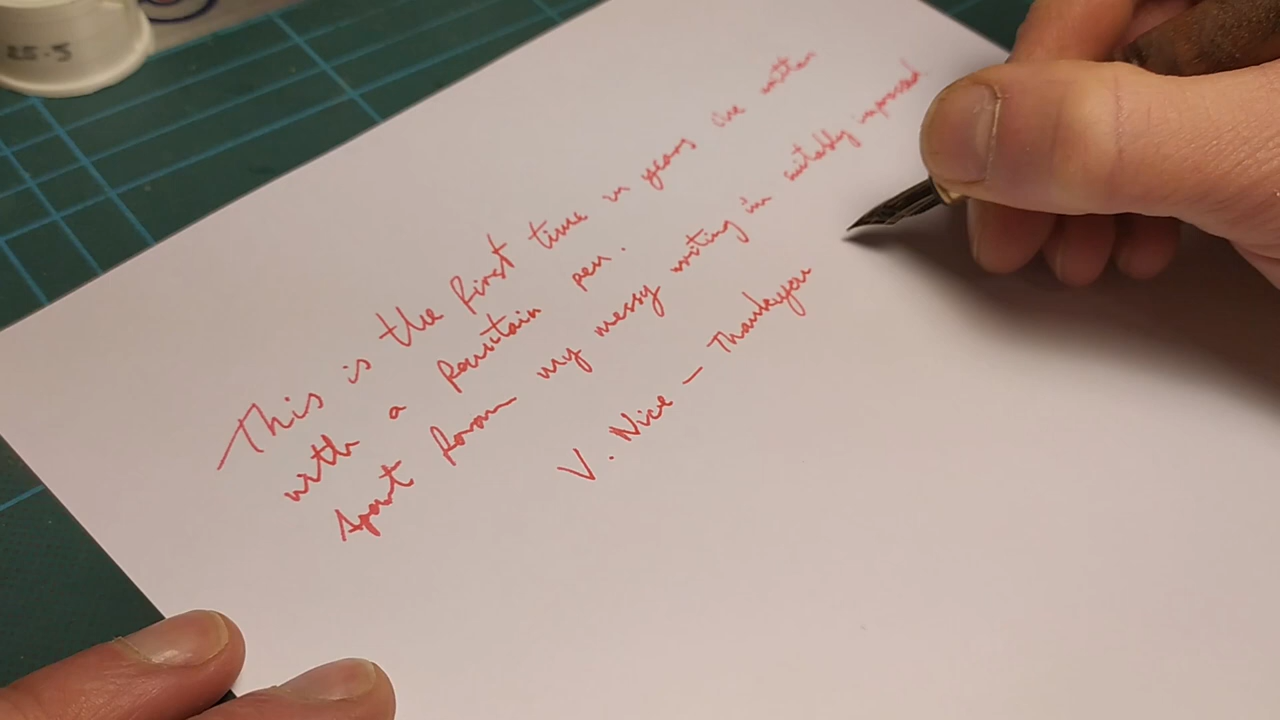 25.5
This is the first time in years ive written
with a fountain pen.
Apart from my messy writing im suitably impressed
V. Nice – Thankyou